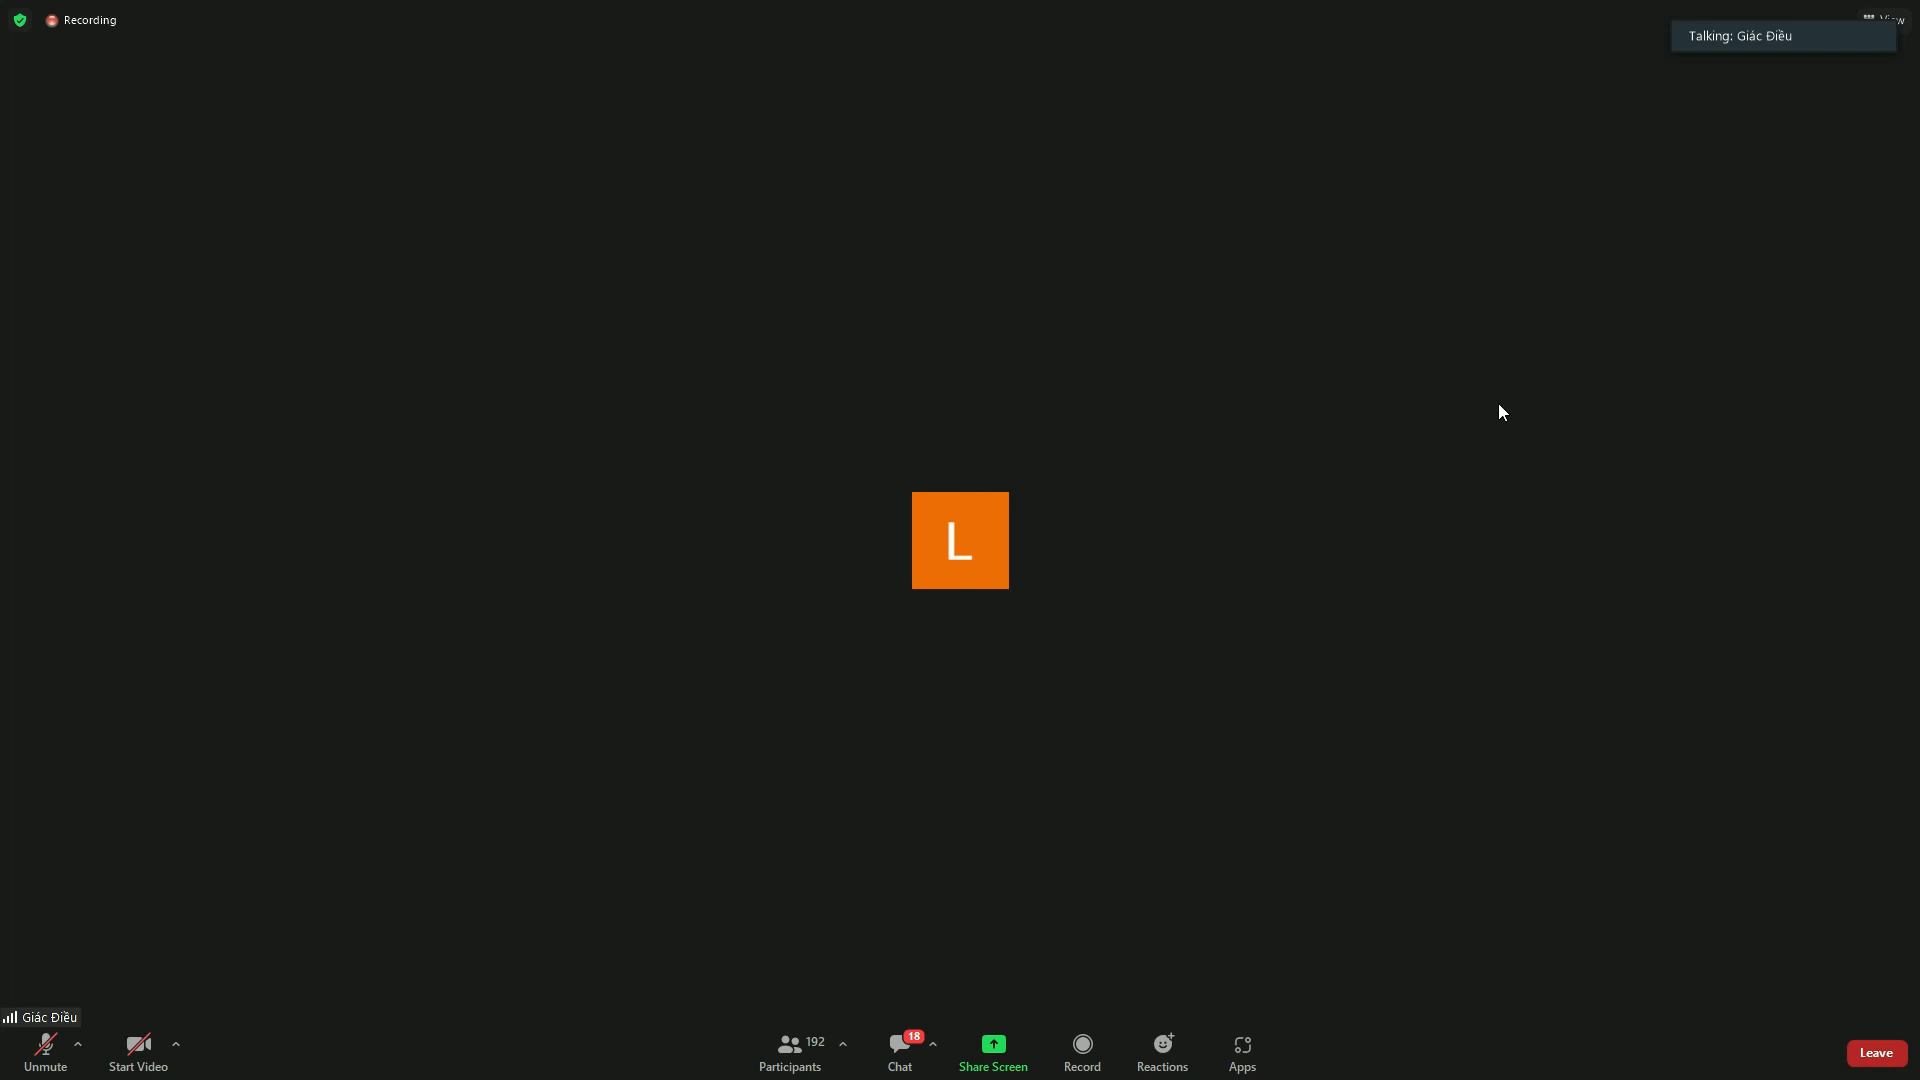 Recording
View
Talking: Giác Điều
L
Giác Điều
Unmute
Start Video
192
Participants
18
Chat
Share Screen
Record
Reactions
Apps
Leave